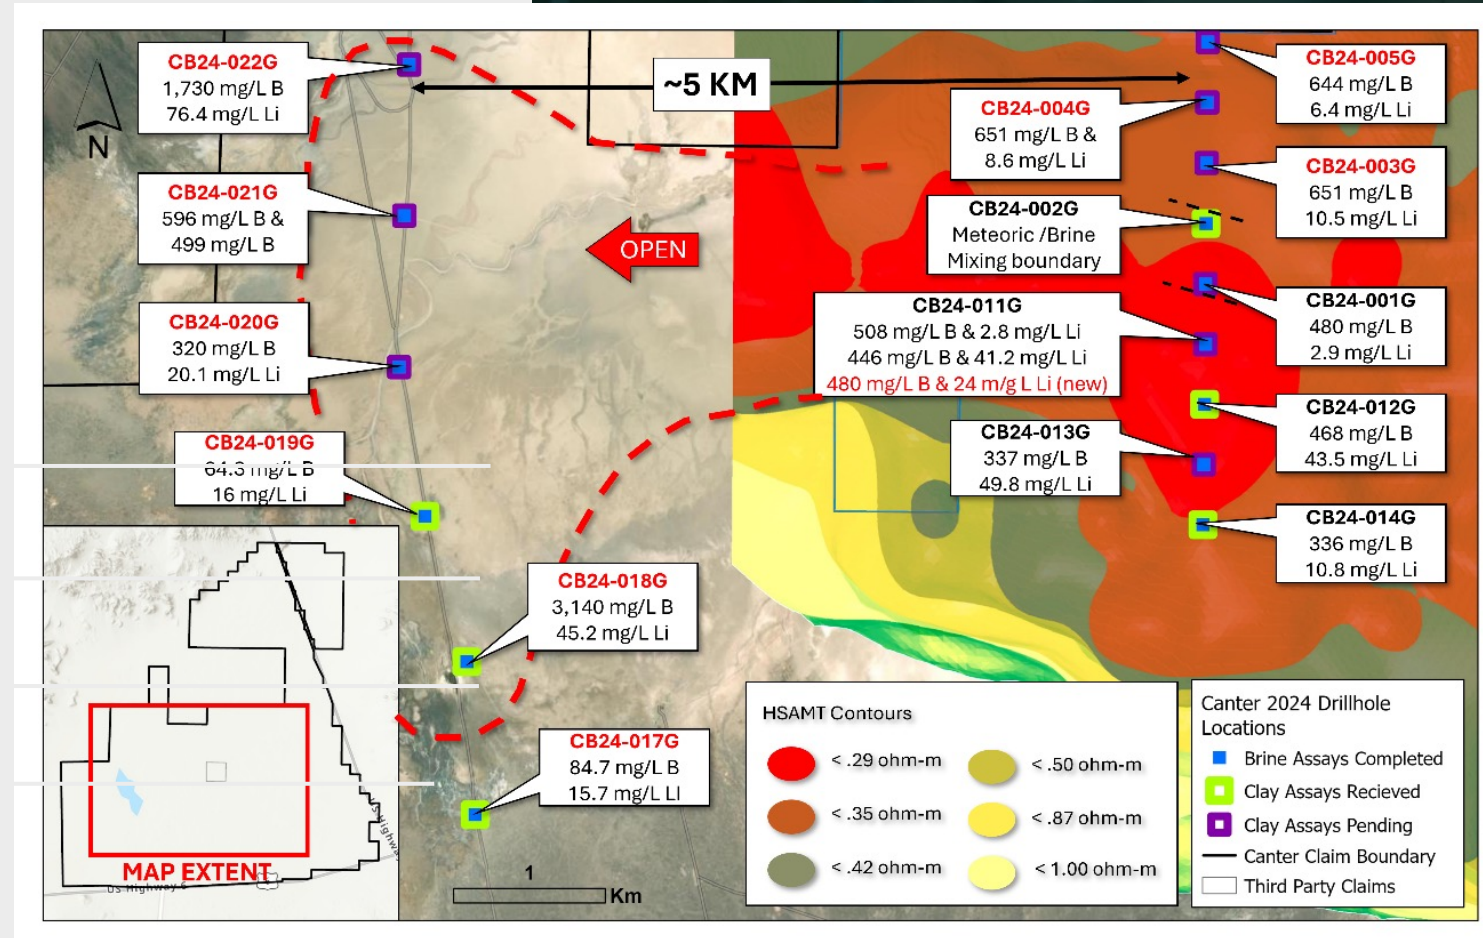 CB24-022G
1,730 mg/L B
76.4 mg/L Li
N
CB24-021G
596 mg/L B &
499 mg/L B
CB24-020G
320 mg/L B
20.1 mg/L Li
CB24-019G
64.3 mg/L B
16 mg/L Li
CB24-018G
3,140 mg/L B
45.2 mg/L Li
CB24-017G
84.7 mg/L B
15.7 mg/L LI
~5 KM
OPEN
CB24-005G
644 mg/L B
6.4 mg/L Li
CB24-004G
651 mg/L B &
8.6 mg/L Li
CB24-003G
651 mg/L B
10.5 mg/L Li
CB24-002G
Meteoric /Brine
Mixing boundary
CB24-001G
480 mg/L B
2.9 mg/L Li
CB24-011G
508 mg/L B & 2.8 mg/L Li
446 mg/L B & 41.2 mg/L Li
480 mg/L B & 24 m/g L Li (new)
CB24-012G
468 mg/L B
43.5 mg/L Li
CB24-013G
337 mg/L B
49.8 mg/L Li
CB24-014G
336 mg/L B
10.8 mg/L Li
MAP EXTENT
US Highway 6
US Highway
1
Km
HSAMT Contours
< .29 ohm-m
< .35 ohm-m
< .42 ohm-m
< .50 ohm-m
< .87 ohm-m
< 1.00 ohm-m
Canter 2024 Drillhole
Locations
Brine Assays Completed
Clay Assays Recieved
Clay Assays Pending
Canter Claim Boundary
Third Party Claims